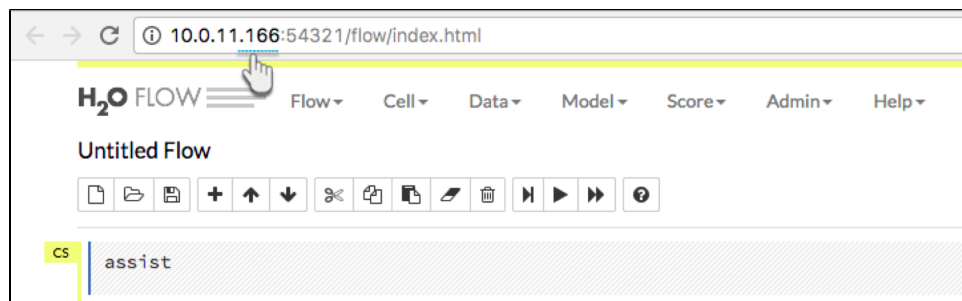 10.0.11.166:54321/flow/index.html
H2O FLOW Flow Cell Data Model Score Admin Help
Untitled Flow
CS
assist